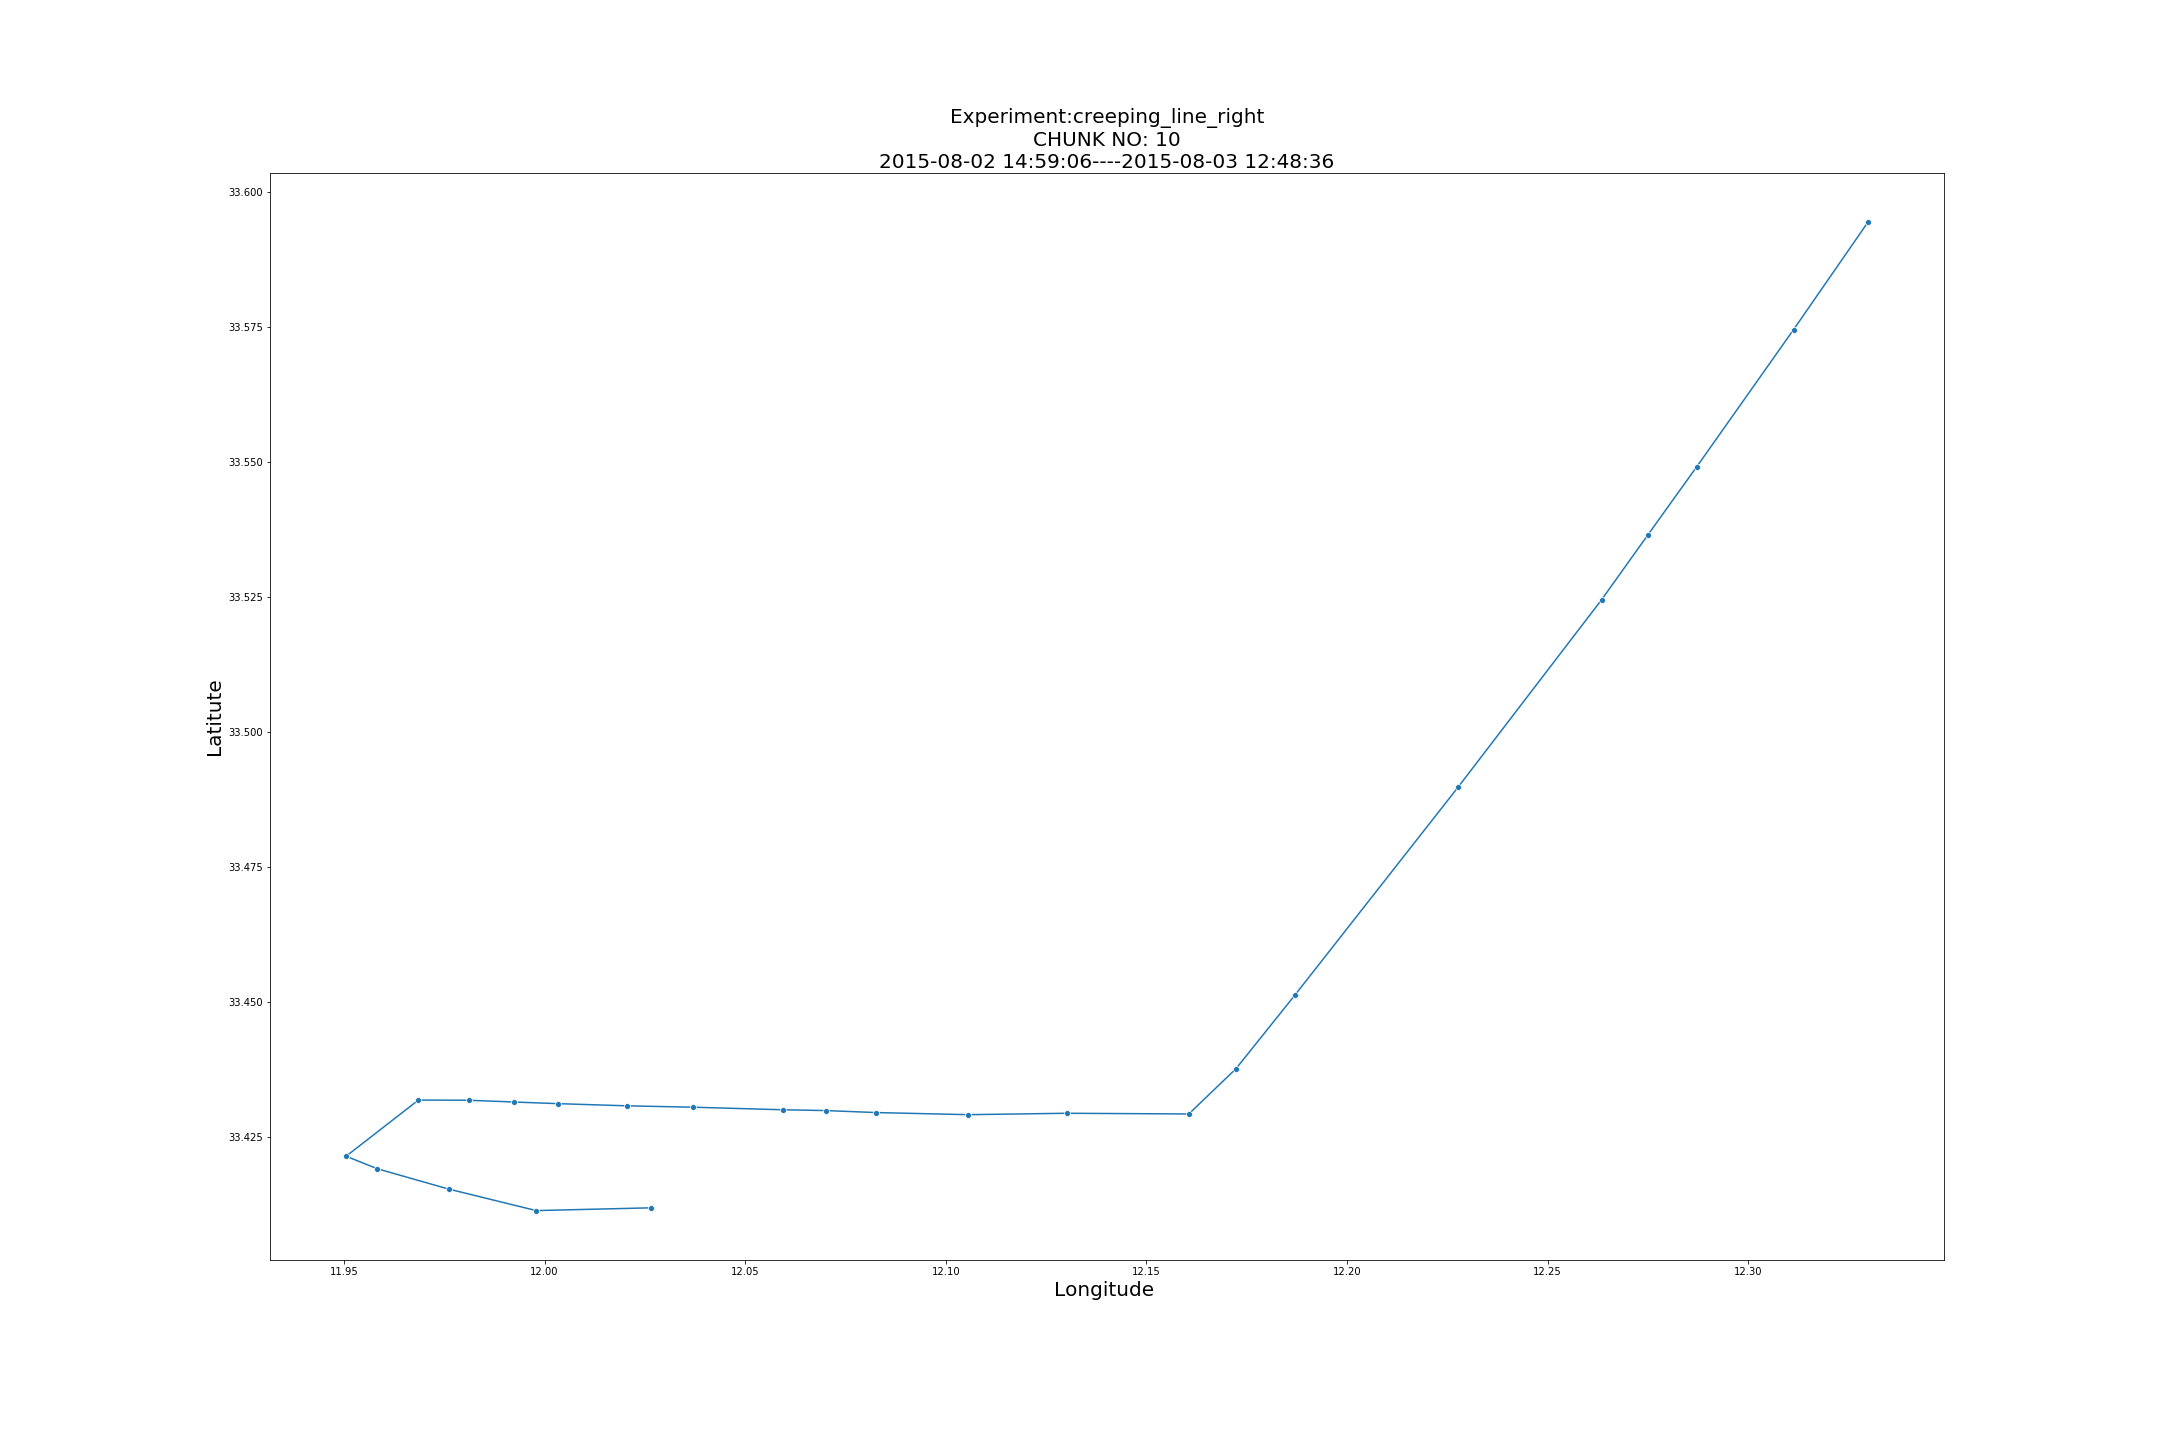 Experiment:creeping_line_right
CHUNK NO: 10
2015-08-02 14:59:06----2015-08-03 12:48:36
Latitute
33.600
33.575
33.550
33.525
33.500
33.475
33.450
33.425
11.95 12.00 12.05 12.10 12.15 12.20 12.25 12.30
Longitude